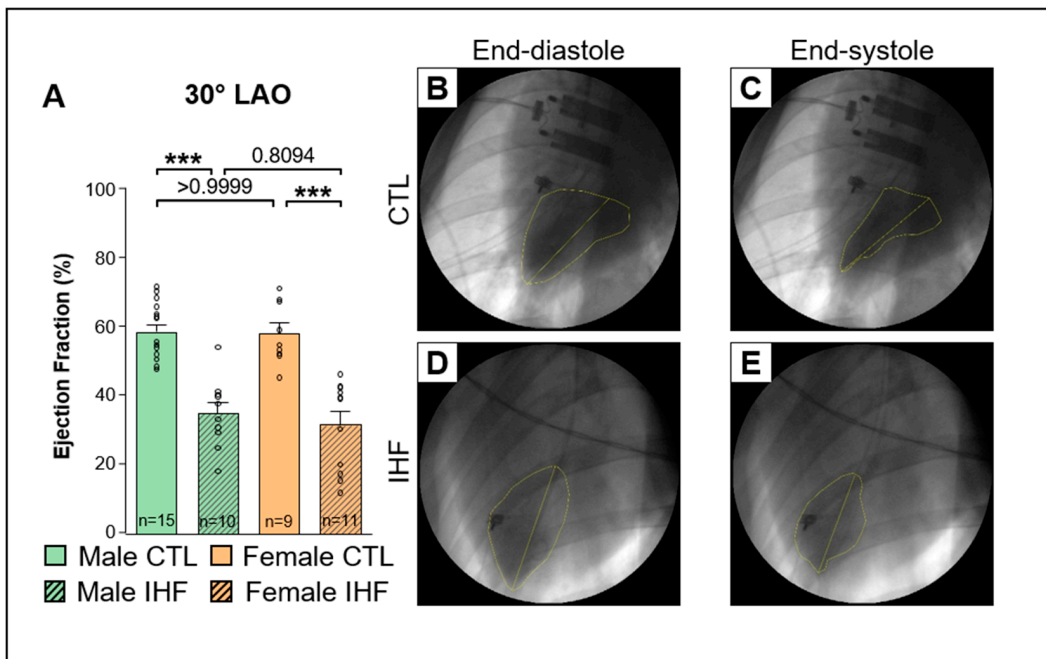 End-diastole
End-systole
A
30° LAO
B
C
D
E
CTL
IHF
***
0.8094
>0.9999
***
Ejection Fraction (%)
100
80
60
40
20
0
n=15
n=10
n=9
n=11
Male CTL
Female CTL
Male IHF
Female IHF